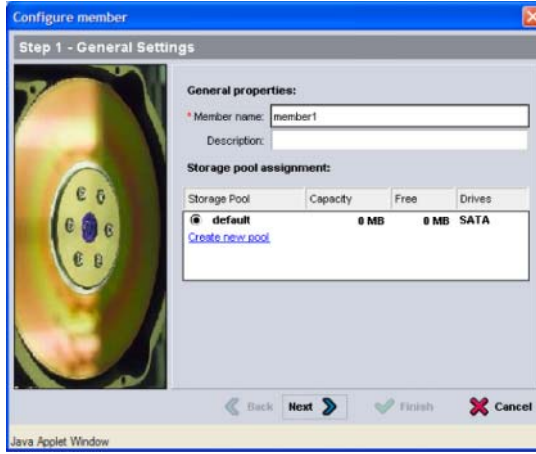 Configure member
Step 1 - General Settings
General properties:
* Member name: member1
Description:
Storage pool assignment:
Storage Pool Capacity Free Drives
default 0 MB 0 MB SATA
Create new pool
Back Next Finish Cancel
Java Applet Window